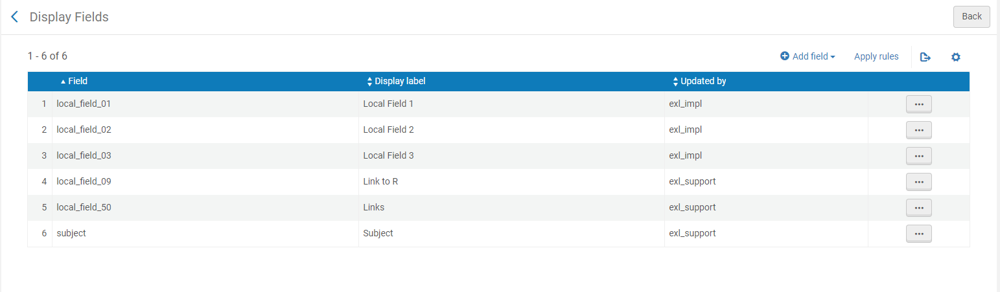 Display Fields
Back
1 - 6 of 6
Add field
Apply rules
Field Display label Updated by
1 local_field_01 Local Field 1 exl_impl
2 local_field_02 Local Field 2 exl_impl
3 local_field_03 Local Field 3 exl_impl
4 local_field_09 Link to R exl_support
5 local_field_50 Links exl_support
6 subject Subject exl_support